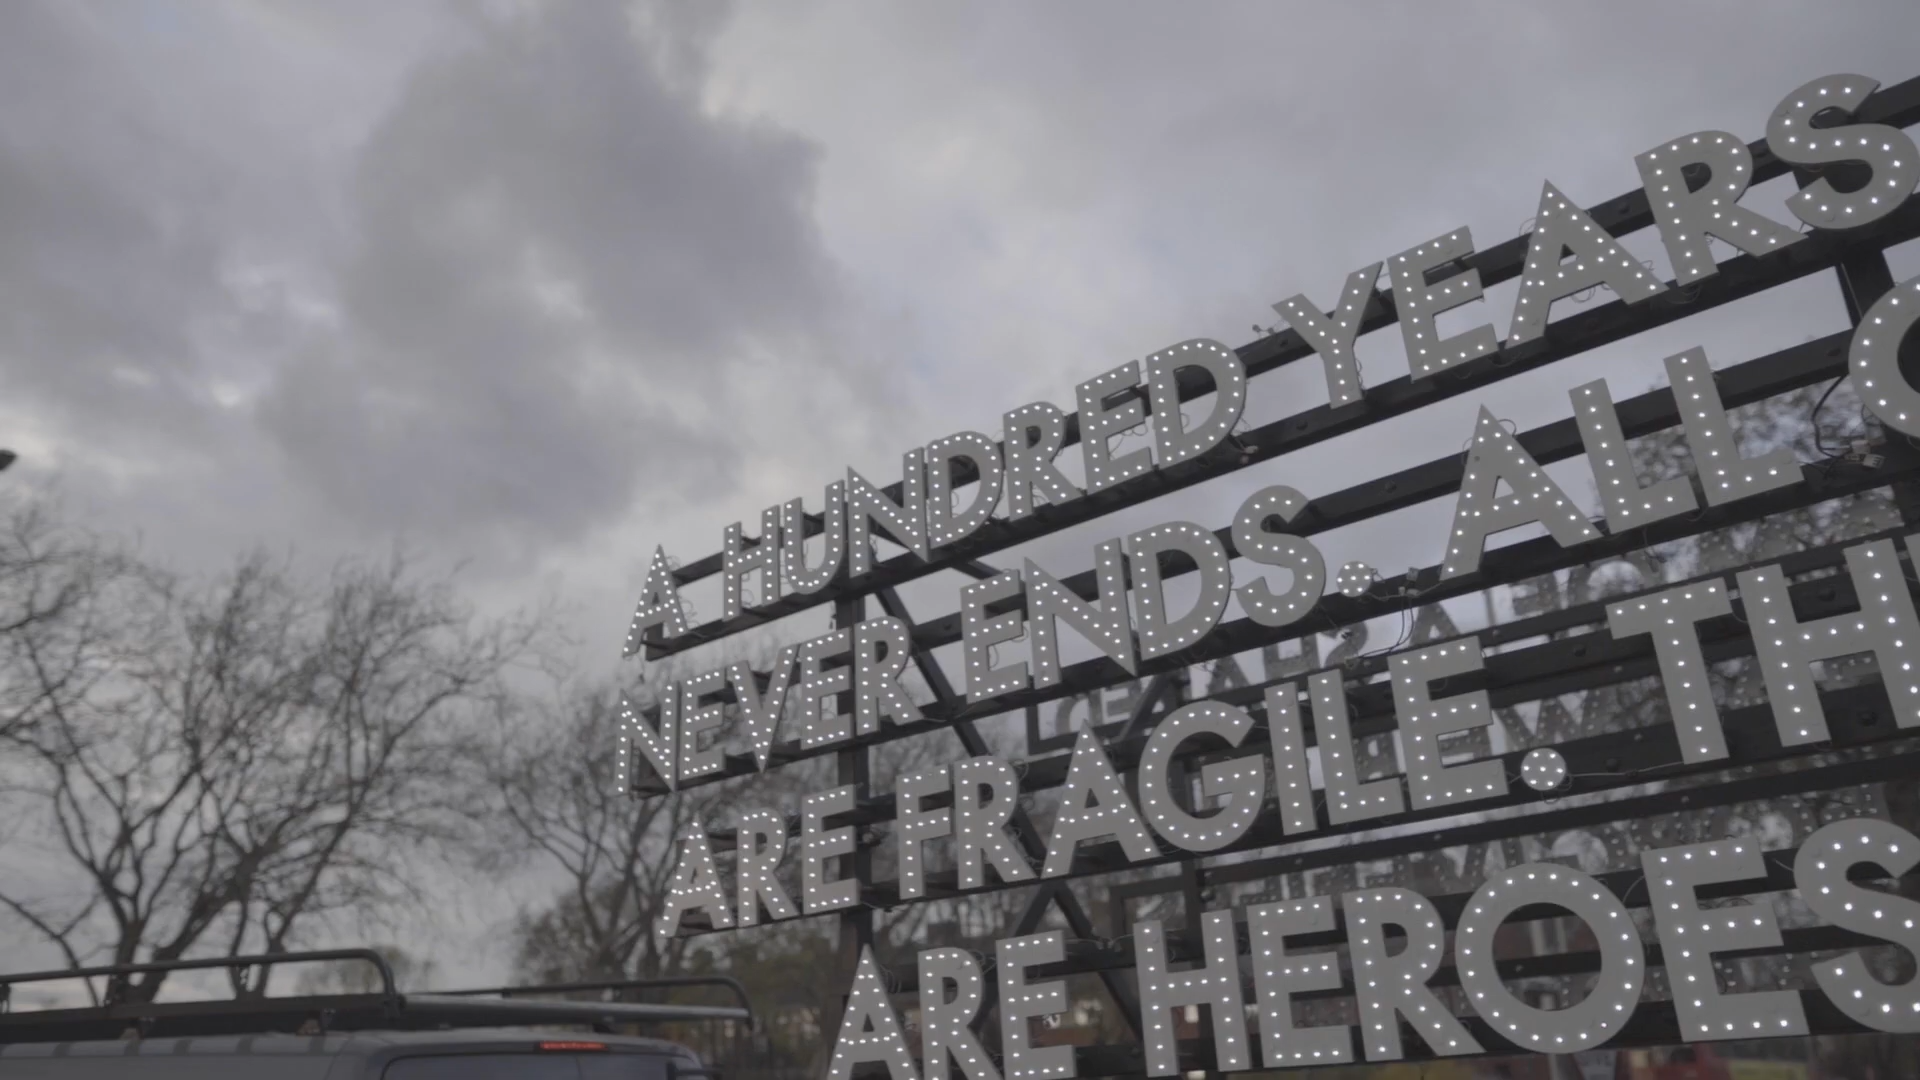 A HUNDRED YEARS
NEVER ENDS. ALL
ARE FRAGILE.
ARE HEROES